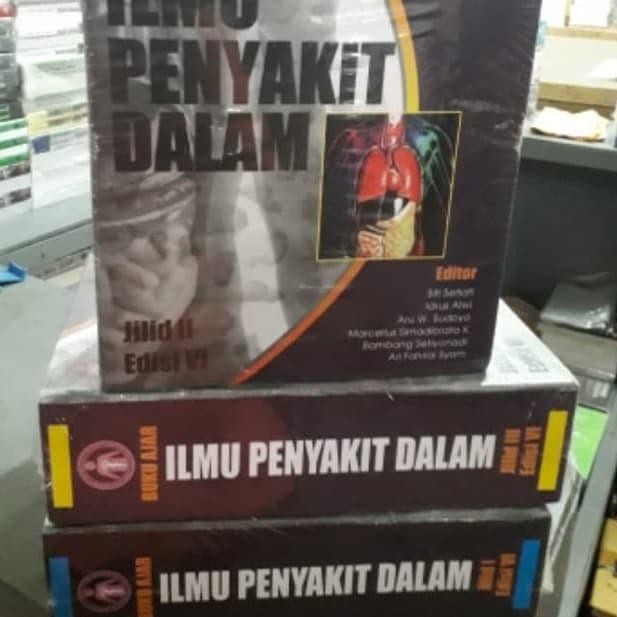 ILMU
PENYAKIT
DALAM
Editor
Siti Setiati
Idrus Alwi
Aru W. Sudoyo
Marcellus Simadibrata K
Bambang Setiyohadi
Ari Fahrial Syam
Jilid II
Edisi VI
BUKU AJAR
ILMU PENYAKIT DALAM
Jilid III
Edisi VI
BUKU AJAR
ILMU PENYAKIT DALAM
Jilid I
Edisi VI